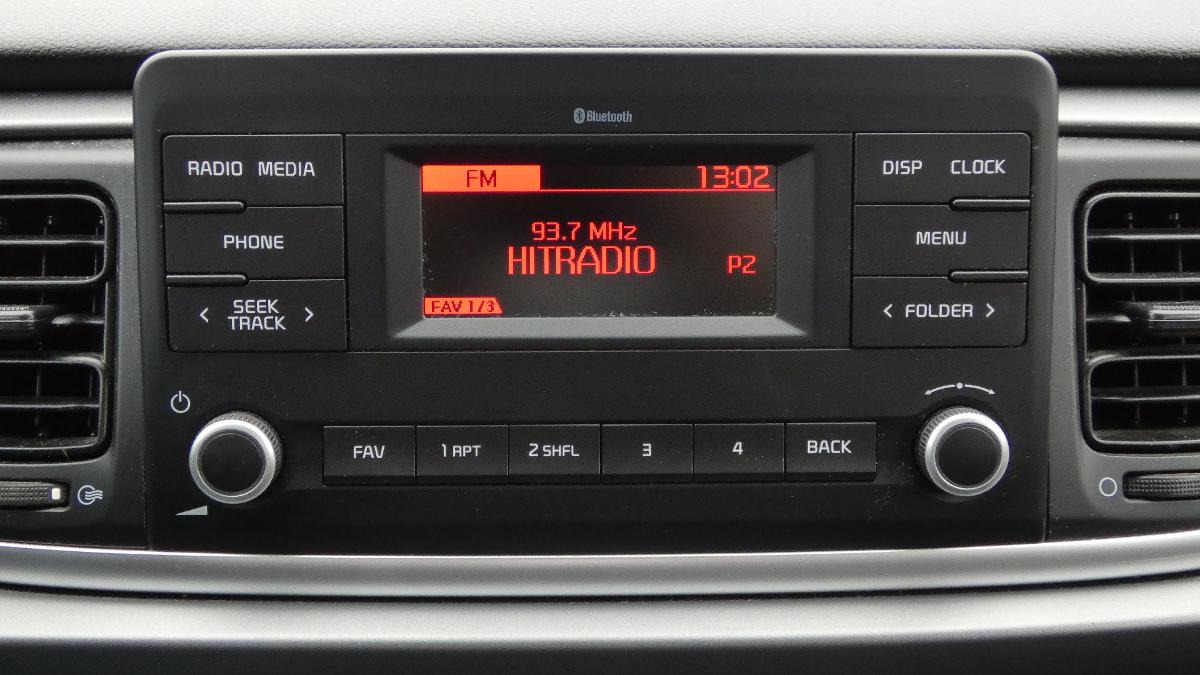 Bluetooth
RADIO MEDIA
PHONE
< SEEK TRACK >
FM 13:02
93.7 MHz
HITRADIO P2
FAV 1/3
DISP CLOCK
MENU
< FOLDER >
FAV 1 RPT 2 SHFL 3 4 BACK